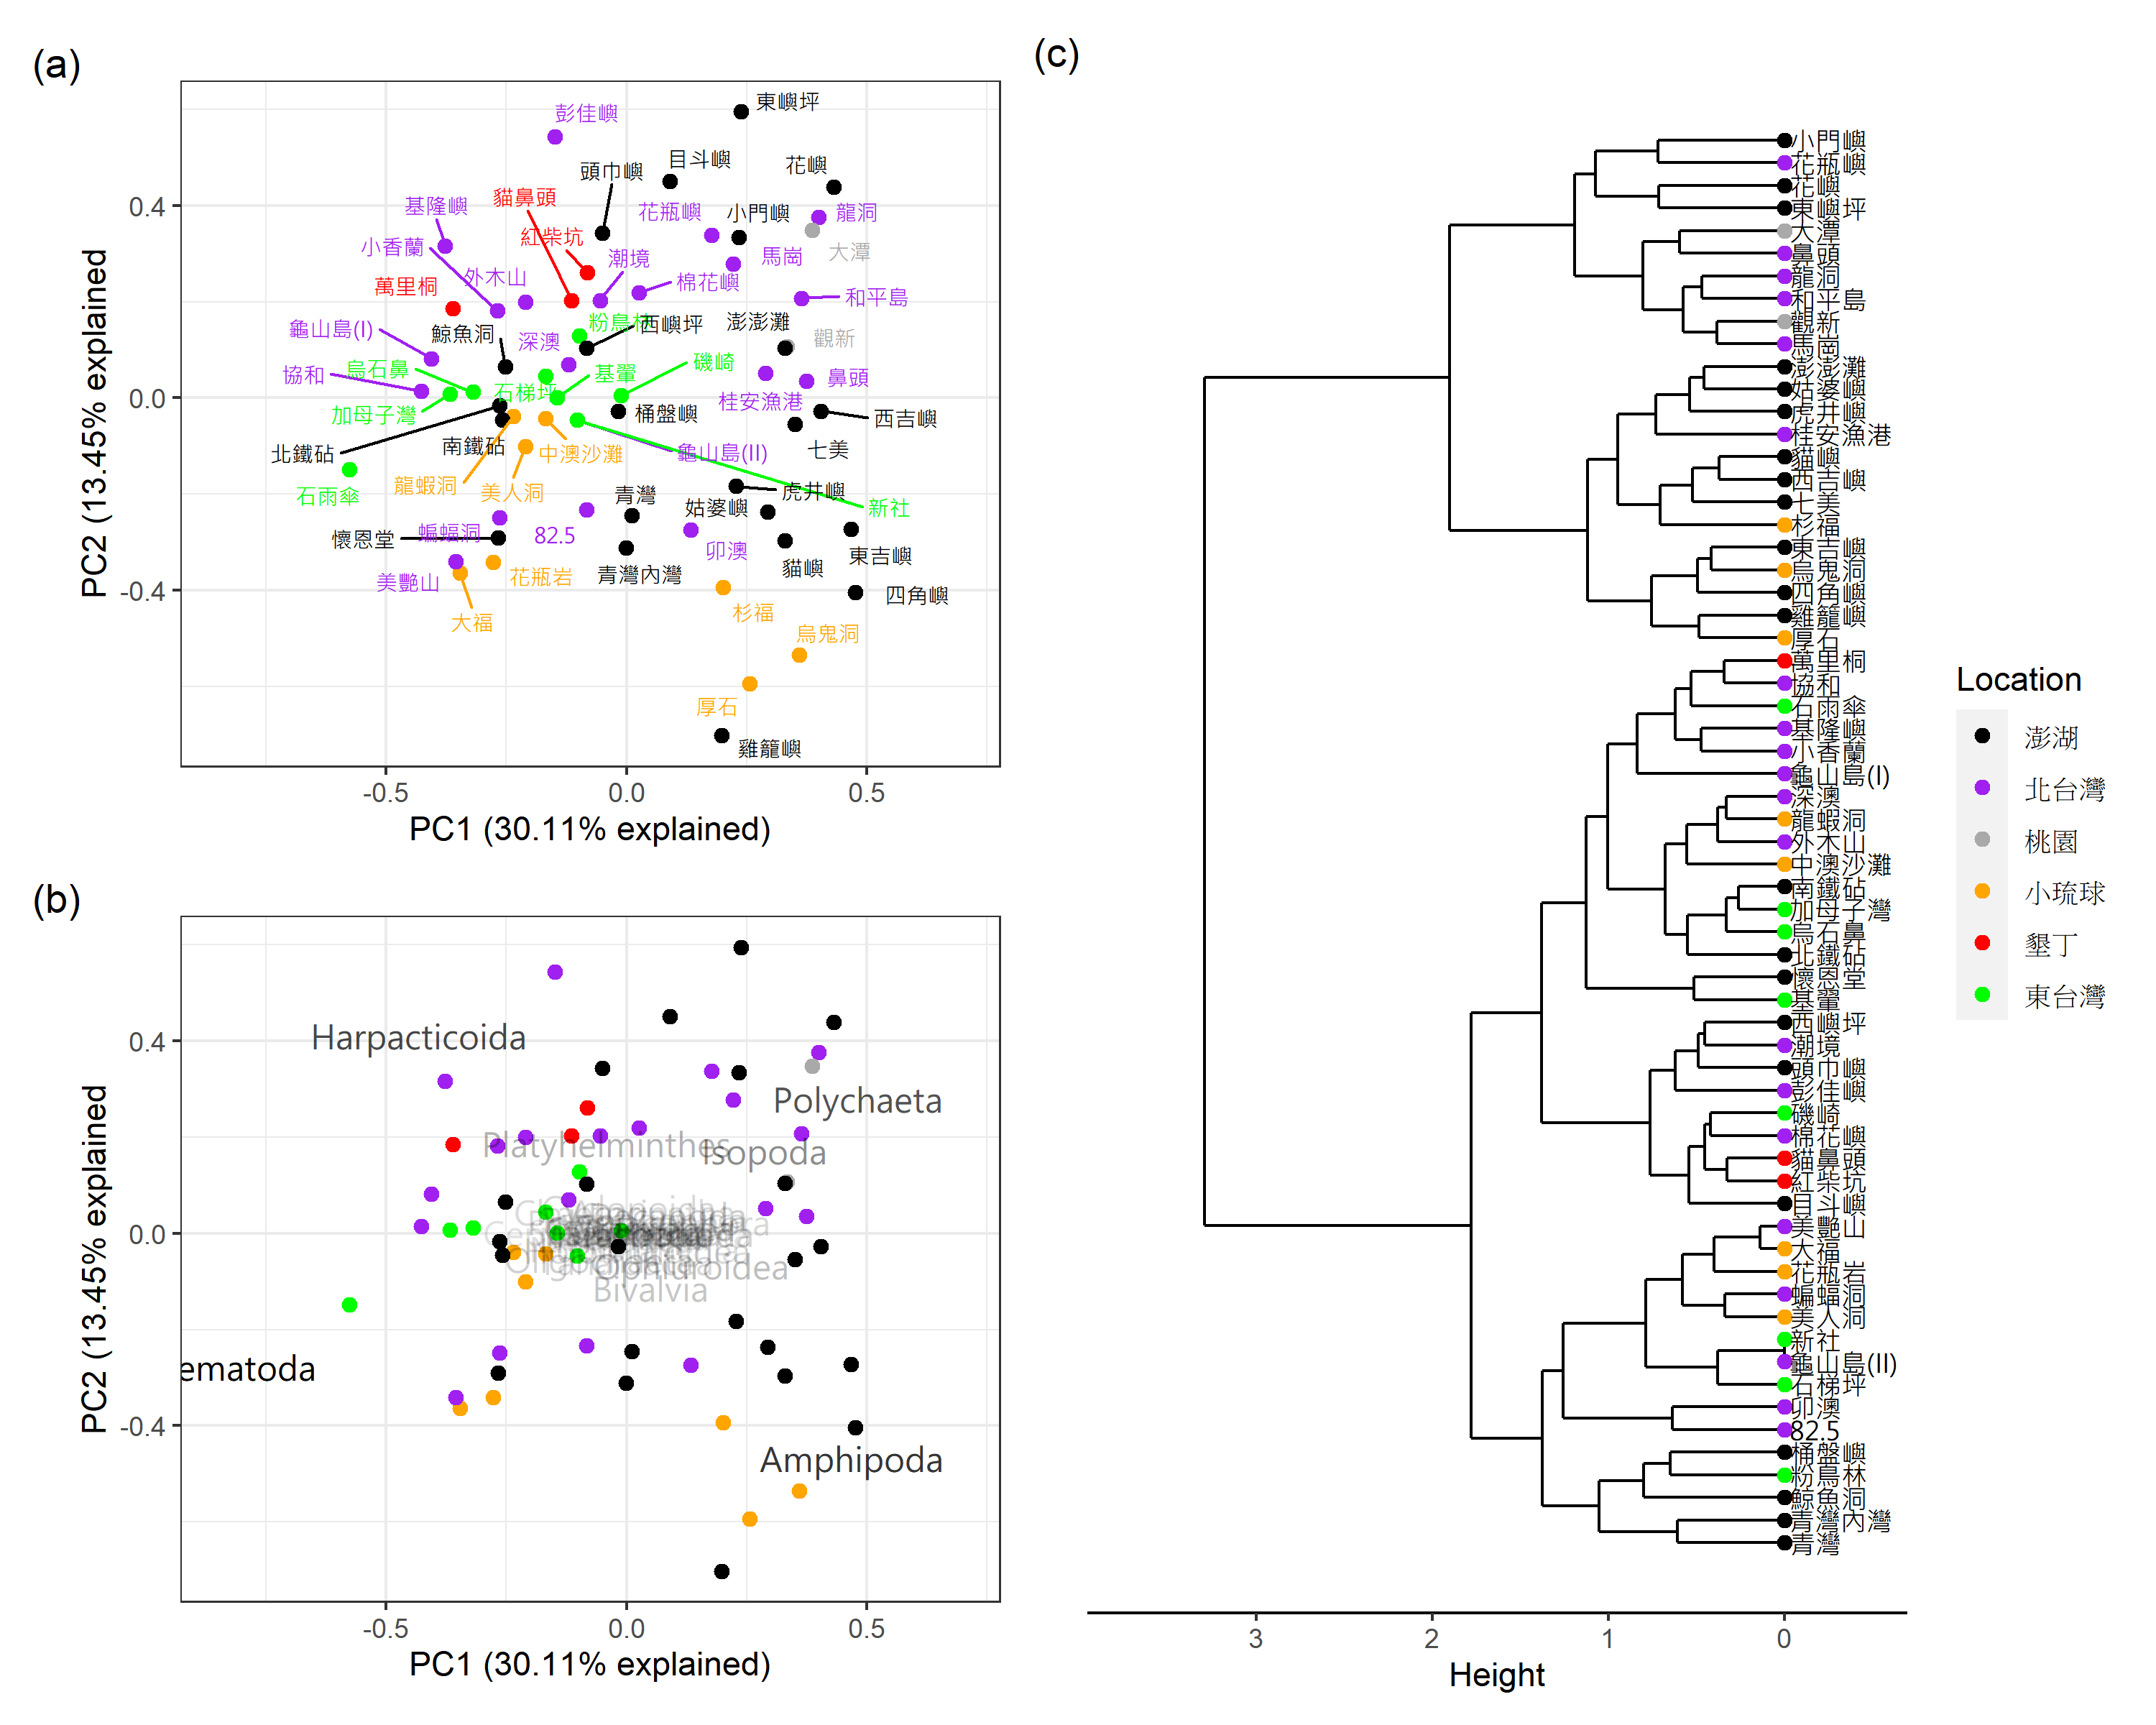 (a)
彭佳嶼
東嶼坪
頭巾嶼
目斗嶼
花嶼
基隆嶼
貓鼻頭
花瓶嶼
小門嶼
龍洞
小香蘭
紅柴坑
潮境
馬崗
大潭
萬里桐
外木山
棉花嶼
和平島
龜山島(I)
鯨魚洞
深澳
粉鳥林
西嶼坪
澎澎灘
觀新
協和
烏石鼻
石梯坪
基翬
磯崎
鼻頭
加母子灣
桶盤嶼
桂安漁港
西吉嶼
北鐵砧
南鐵砧
中澳沙灘
龜山島(II)
七美
石雨傘
龍蝦洞
美人洞
青灣
姑婆嶼
虎井嶼
新社
懷恩堂
蝙蝠洞
82.5
卯澳
東吉嶼
美艷山
花瓶岩
青灣內灣
貓嶼
四角嶼
大福
杉福
烏鬼洞
厚石
雞籠嶼
0.4
0.0
-0.4
-0.5
0.0
0.5
PC1 (30.11% explained)
PC2 (13.45% explained)
(b)
Harpacticoida
Polychaeta
Platyhelminthes
Isopoda
Ophiuroidea
Bivalvia
ematoda
Amphipoda
0.4
0.0
-0.4
-0.5
0.0
0.5
PC1 (30.11% explained)
PC2 (13.45% explained)
(c)
小門嶼
花瓶嶼
花嶼
東嶼坪
大潭
鼻頭
龍洞
和平島
觀新
馬崗
澎澎灘
姑婆嶼
虎井嶼
桂安漁港
貓嶼
西吉嶼
七美
杉福
東吉嶼
烏鬼洞
四角嶼
雞籠嶼
厚石
萬里桐
協和
石雨傘
基隆嶼
小香蘭
龜山島(I)
深澳
龍蝦洞
外木山
中澳沙灘
南鐵砧
加母子灣
烏石鼻
北鐵砧
懷恩堂
基翬
西嶼坪
潮境
頭巾嶼
彭佳嶼
磯崎
棉花嶼
貓鼻頭
紅柴坑
目斗嶼
美艷山
大福
花瓶岩
蝙蝠洞
美人洞
新社
龜山島(II)
石梯坪
卯澳
82.5
桶盤嶼
粉鳥林
鯨魚洞
青灣內灣
青灣
3
2
1
0
Height
Location
澎湖
北台灣
桃園
小琉球
墾丁
東台灣